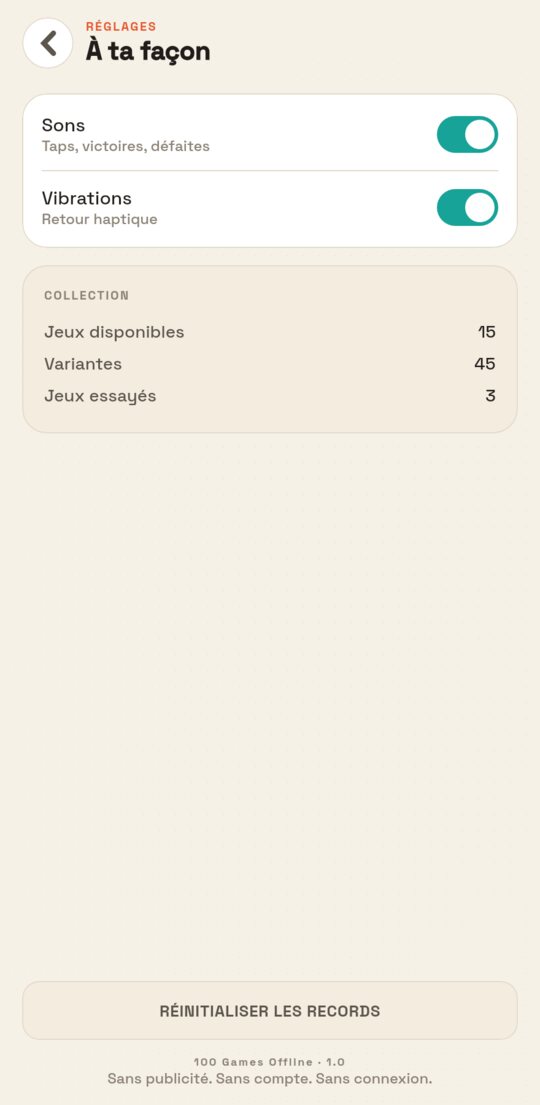 RÉGLAGES
À ta façon
Sons
Taps, victoires, défaites
Vibrations
Retour haptique
COLLECTION
Jeux disponibles 15
Variantes 45
Jeux essayés 3
RÉINITIALISER LES RECORDS
100 Games Offline · 1.0
Sans publicité. Sans compte. Sans connexion.